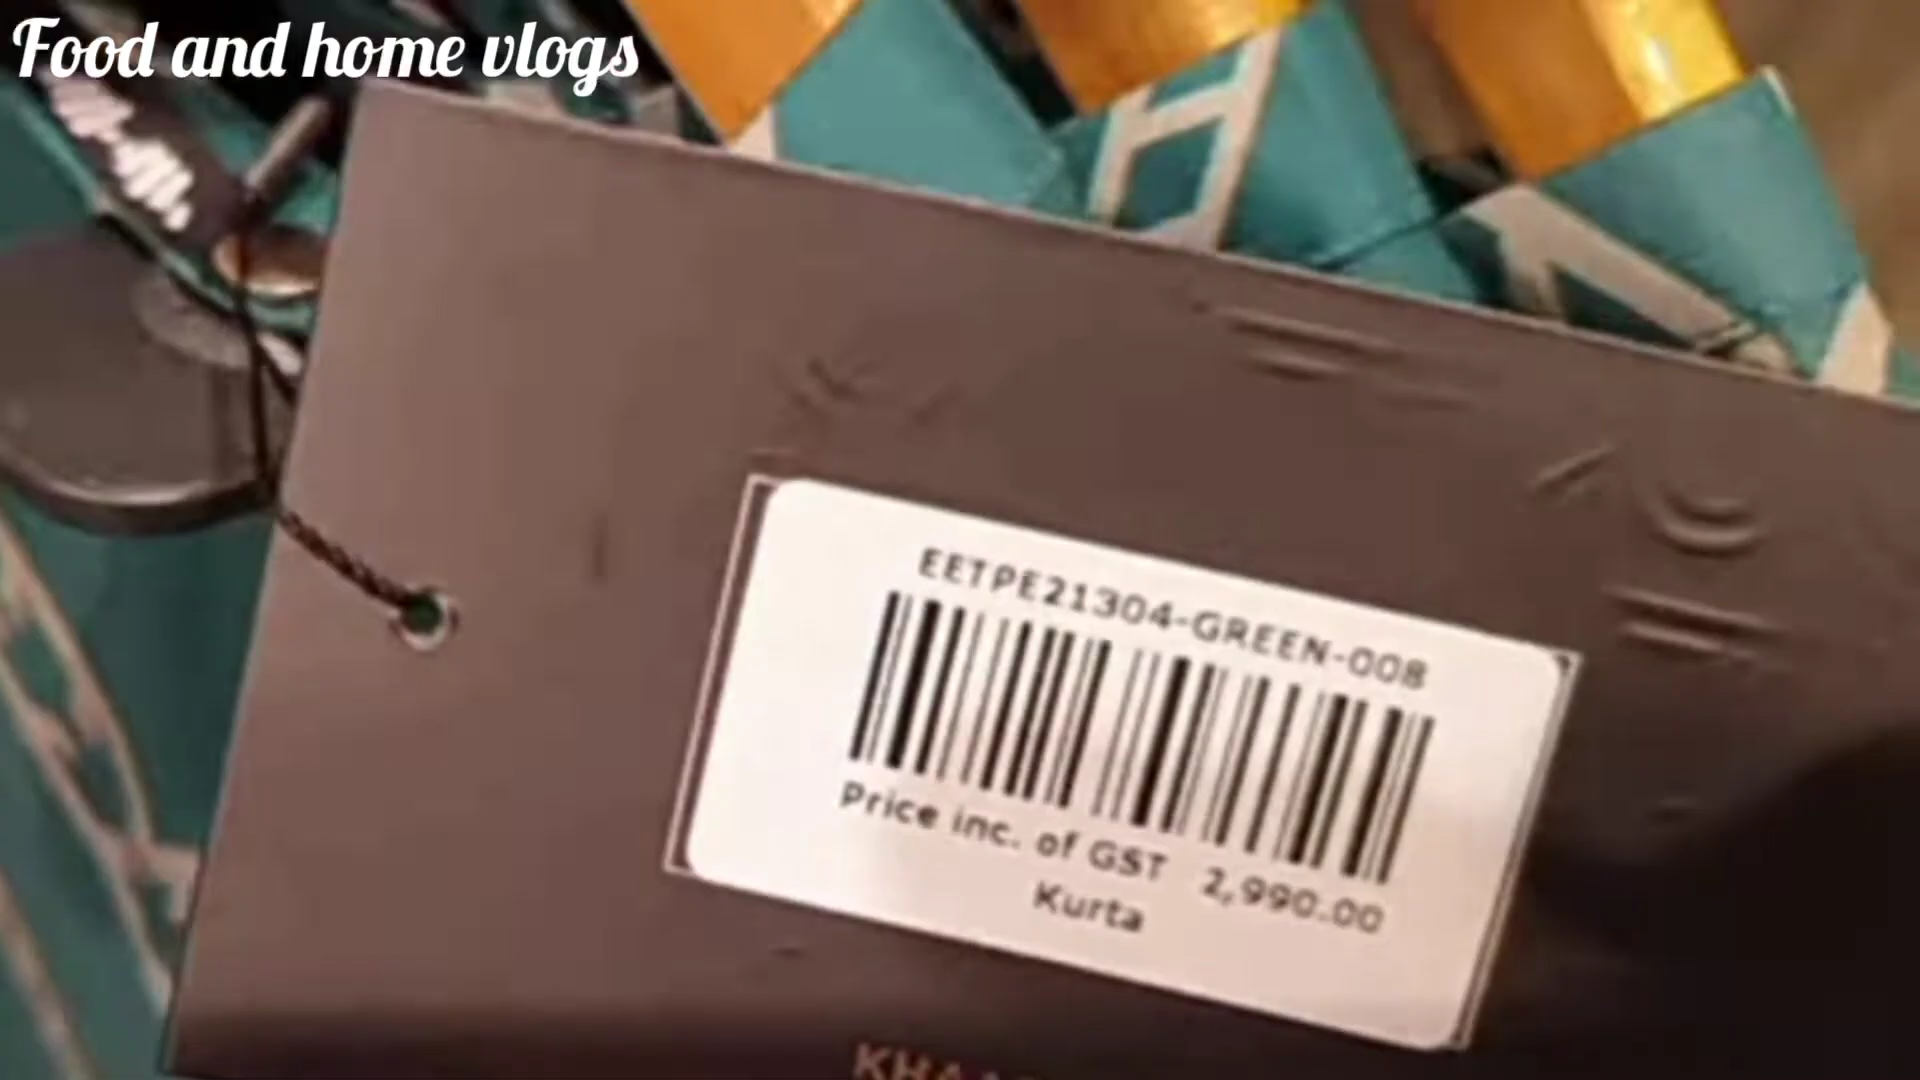 Food and home vlogs
EETPE21304-GREEN-008
Price inc. of GST 2,990.00
Kurta